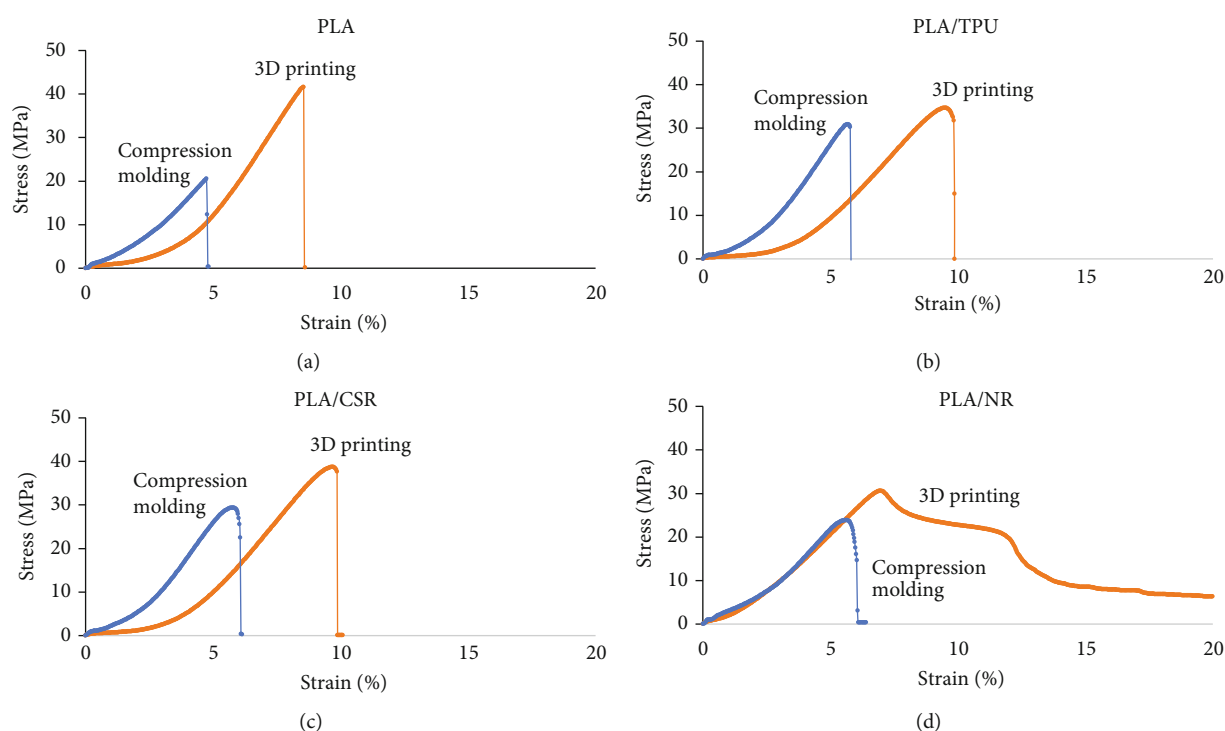 PLA
Stress (MPa)
50
40
30
20
10
0
3D printing
Compression
molding
0
5
10
15
20
Strain (%)
(a)
PLA/TPU
Stress (MPa)
50
40
30
20
10
0
Compression
molding
3D printing
0
5
10
15
20
Strain (%)
(b)
PLA/CSR
Stress (MPa)
50
40
30
20
10
0
3D printing
Compression
molding
0
5
10
15
20
Strain (%)
(c)
PLA/NR
Stress (MPa)
50
40
30
20
10
0
3D printing
Compression
molding
0
5
10
15
20
Strain (%)
(d)